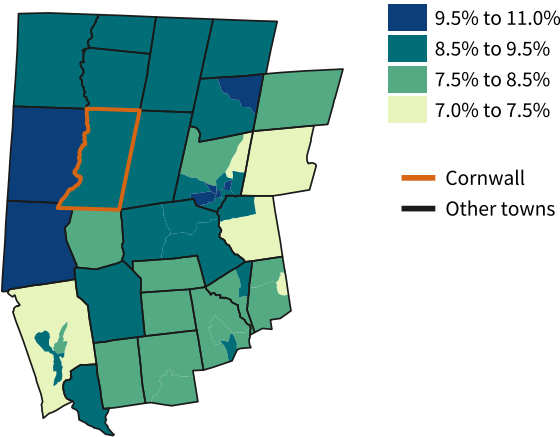 9.5% to 11.0%
8.5% to 9.5%
7.5% to 8.5%
7.0% to 7.5%
Cornwall
Other towns